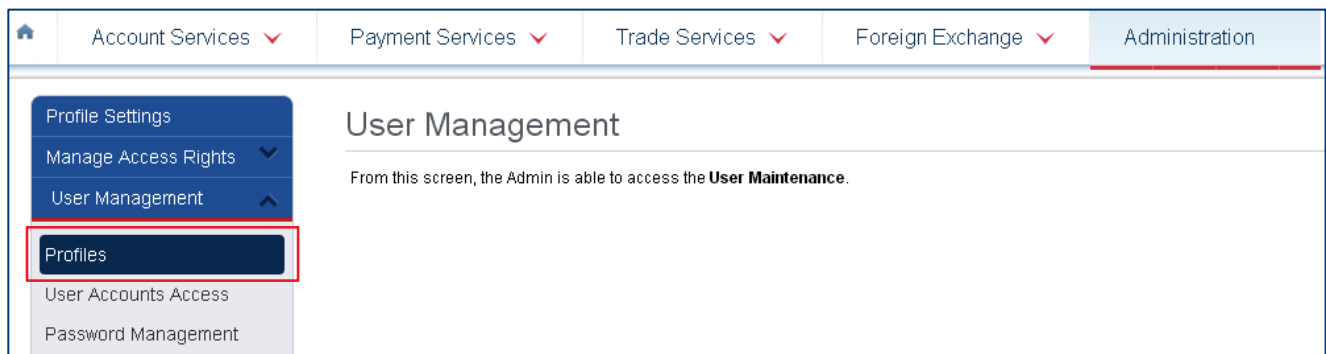 Account Services
Payment Services
Trade Services
Foreign Exchange
Administration
Profile Settings
Manage Access Rights
User Management
Profiles
User Accounts Access
Password Management
User Management
From this screen, the Admin is able to access the User Maintenance.